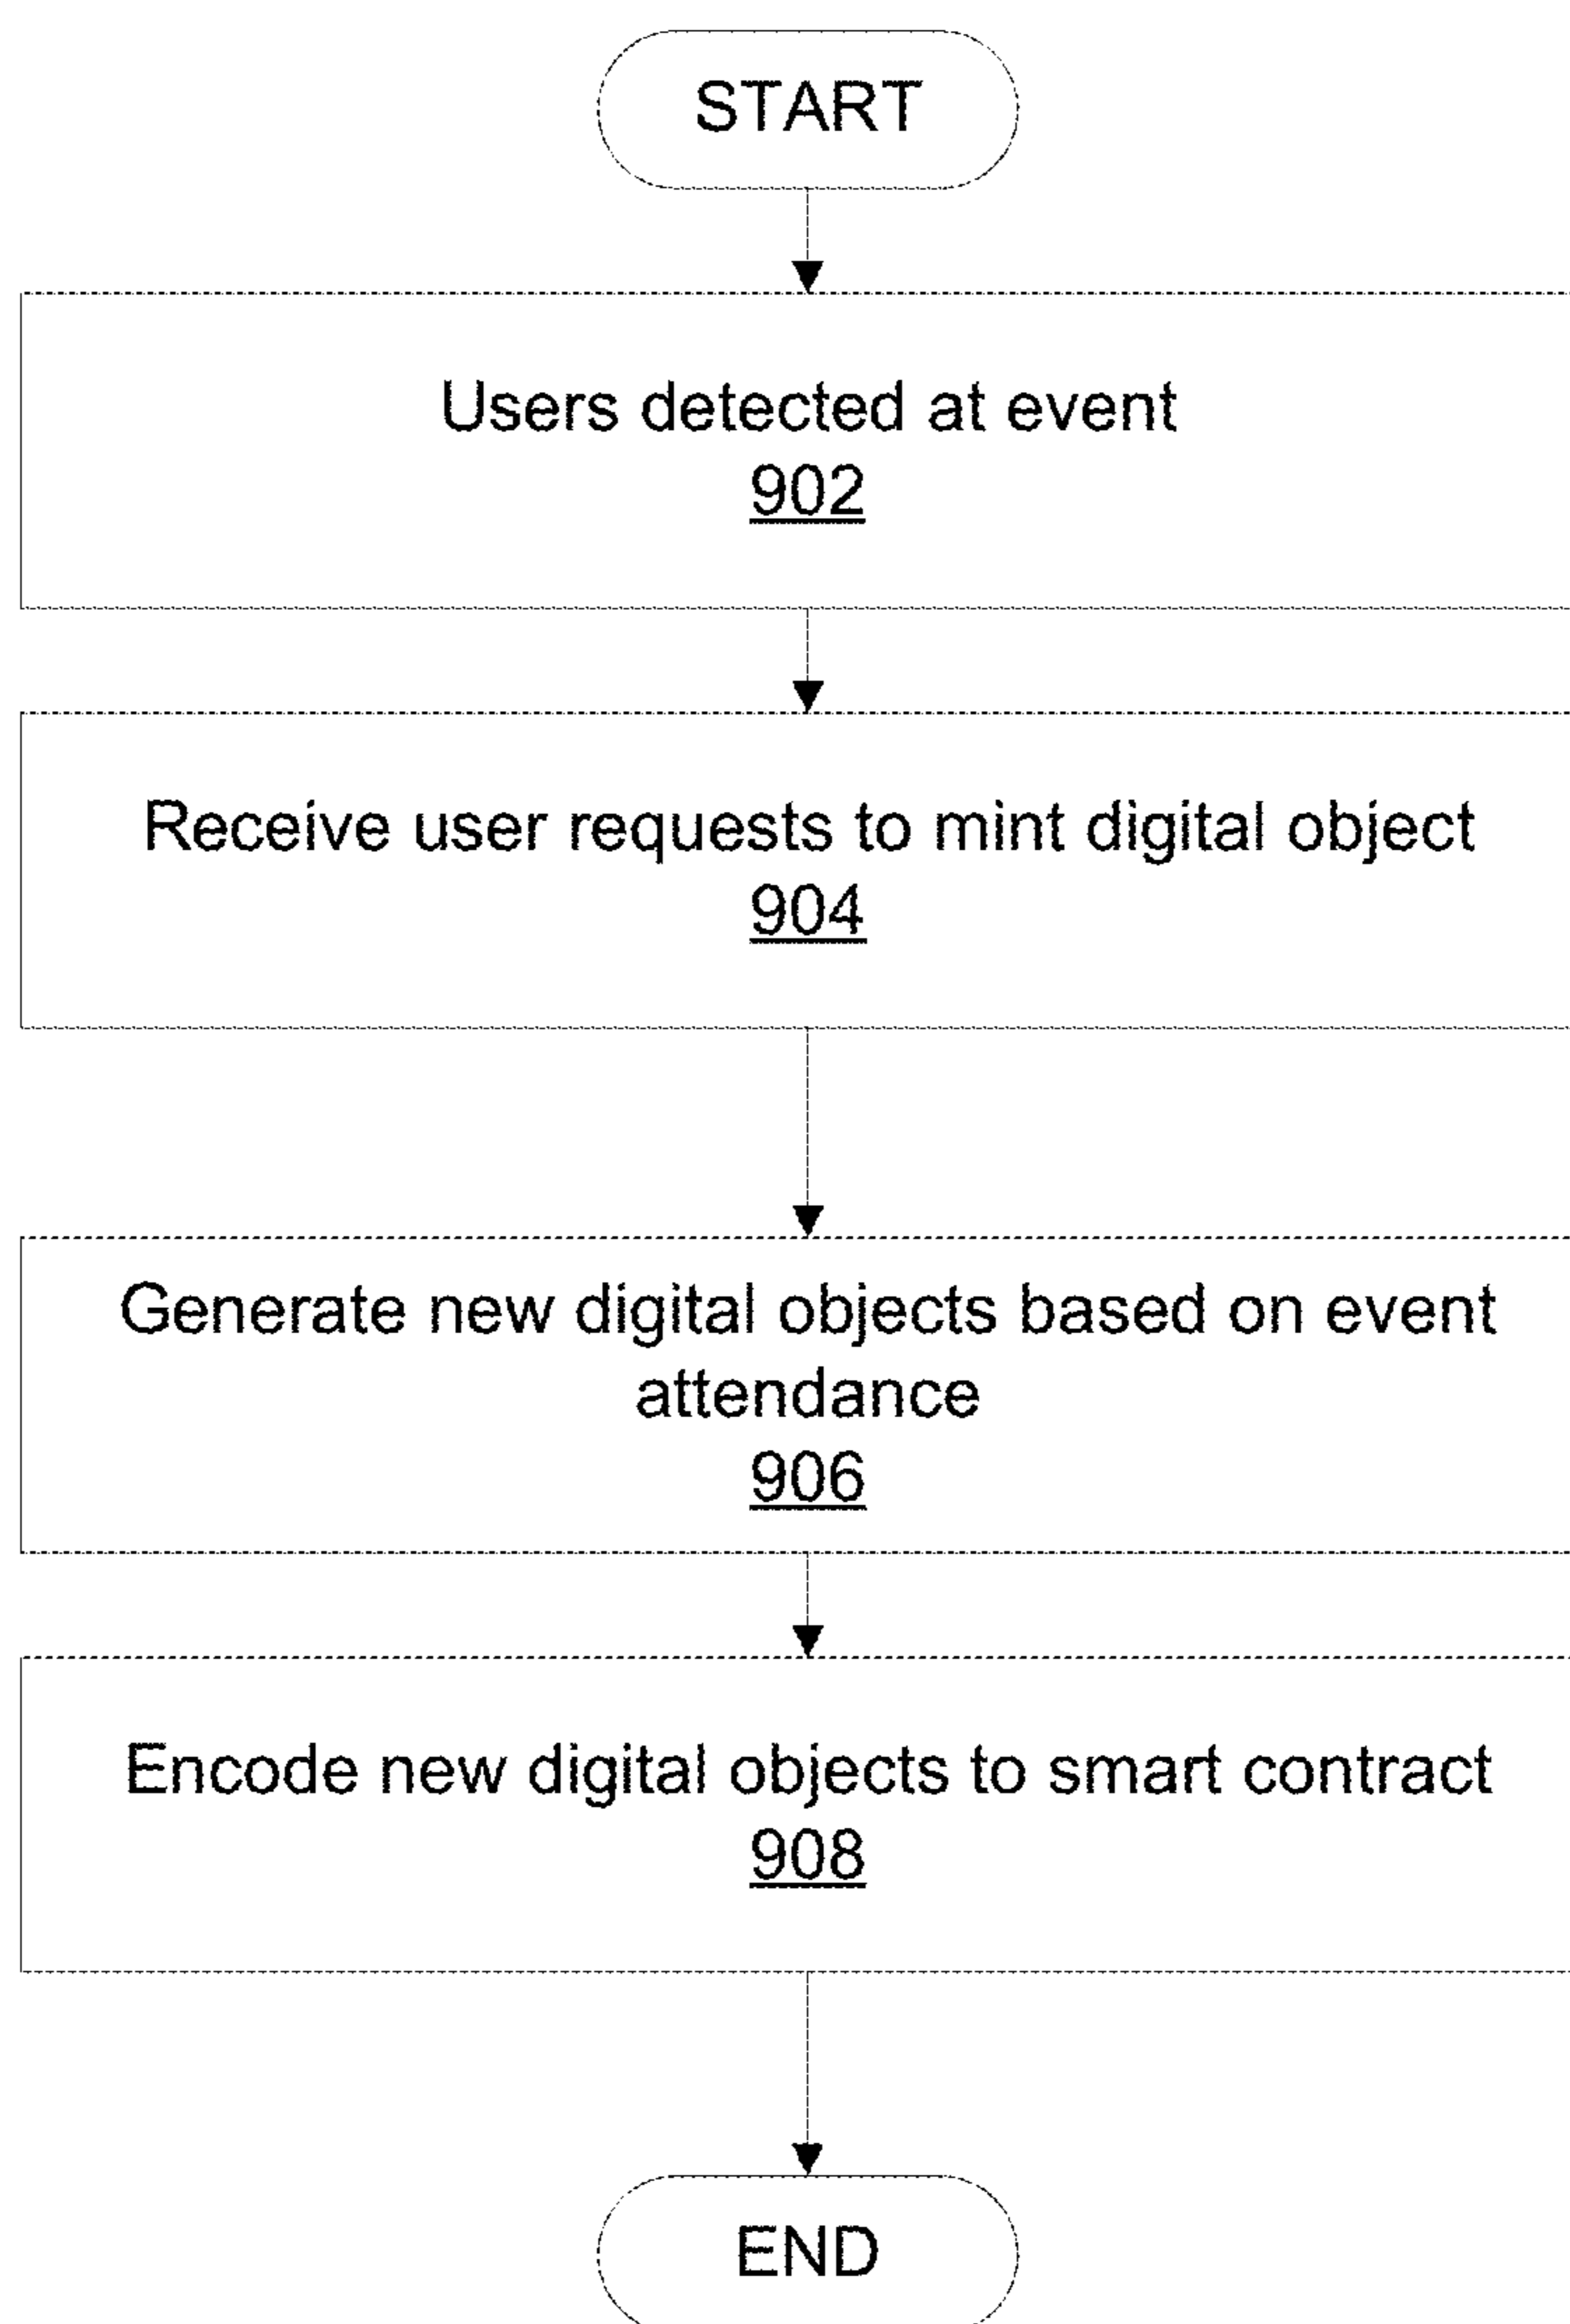 START
Users detected at event
902
Receive user requests to mint digital object
904
Generate new digital objects based on event
attendance
906
Encode new digital objects to smart contract
908
END